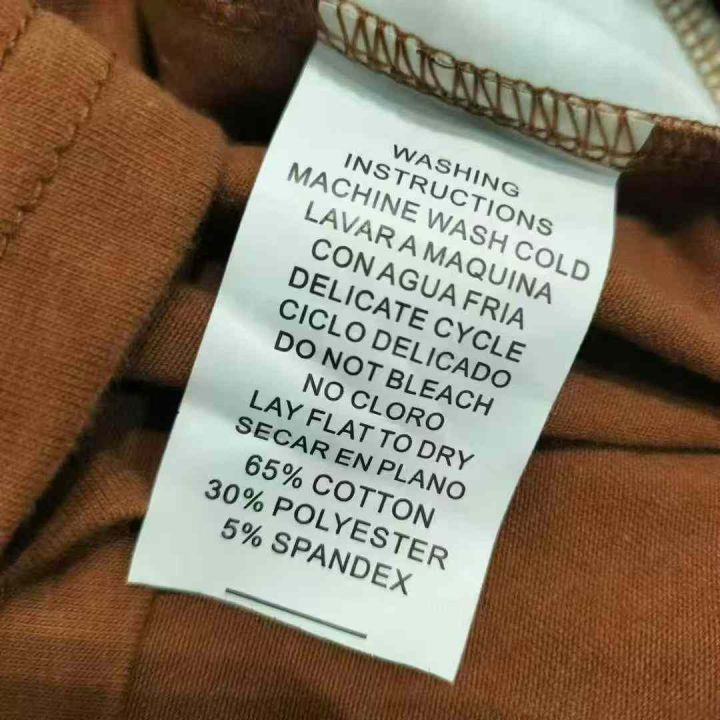 WASHING
INSTRUCTIONS
MACHINE WASH COLD
LAVAR A MAQUINA
CON AGUA FRIA
DELICATE CYCLE
CICLO DELICADO
DO NOT BLEACH
NO CLORO
LAY FLAT TO DRY
SECAR EN PLANO
65% COTTON
30% POLYESTER
5% SPANDEX